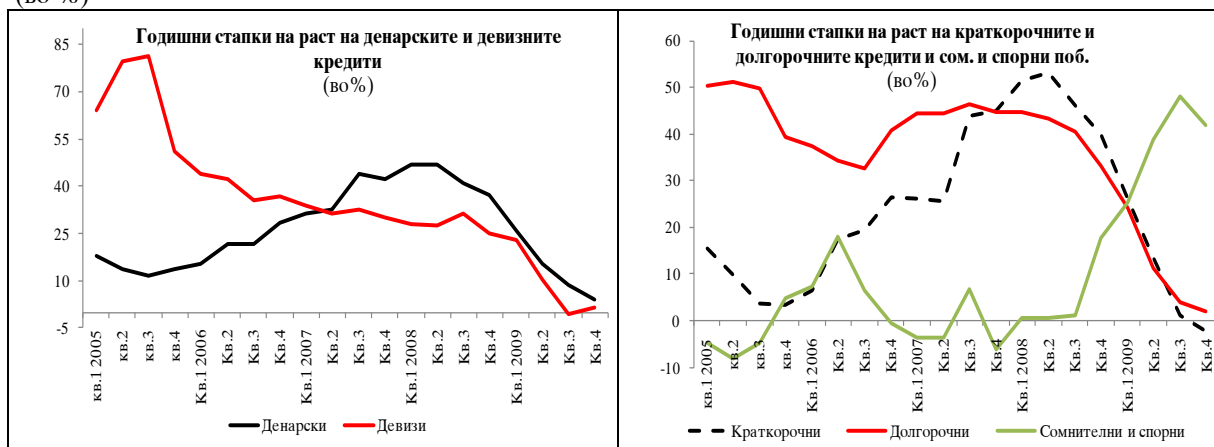 (во %)
Годишни стапки на раст на денарските и девизните
кредити
(во%)
85
70
55
40
25
10
-5
кв.1 2005
кв.2
кв.3
кв.4
Кв.1 2006
Кв.2
Кв.3
Кв.4
Кв.1 2007
Кв.2
Кв.3
Кв.4
Кв.1 2008
Кв.2
Кв.3
Кв.4
Кв.1 2009
Кв.2
Кв.3
Кв.4
Денарски
Девизи
Годишни стапки на раст на краткорочните и
долгорочните кредити и сом. и спорни поб.
(во%)
60
50
40
30
20
10
0
-10
кв.1 2005
кв.2
кв.3
кв.4
Кв.1 2006
Кв.2
Кв.3
Кв.4
Кв.1 2007
Кв.2
Кв.3
Кв.4
Кв.1 2008
Кв.2
Кв.3
Кв.4
Кв.1 2009
Кв.2
Кв.3
Кв.4
Краткорочни
Долгорочни
Сомнителни и спорни